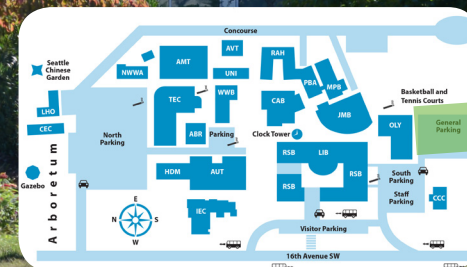 Concourse
Seattle
Chinese
Garden
NWWA
AMT
AVT
UNI
RAH
PBA
MPB
CAB
JMB
Basketball and
Tennis Courts
LHO
CEC
North
Parking
TEC
WWB
ABR
Parking
Clock Tower
OLY
General
Parking
Arboretum
Gazebo
HDM
AUT
RSB
LIB
RSB
RSB
South
Parking
Staff
Parking
CCC
E
N
S
W
IEC
Visitor Parking
16th Avenue SW